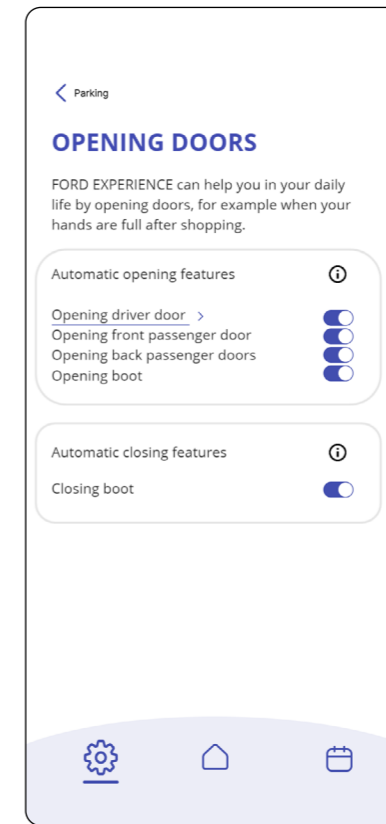 Parking
OPENING DOORS
FORD EXPERIENCE can help you in your daily
life by opening doors, for example when your
hands are full after shopping.
Automatic opening features
Opening driver door >
Opening front passenger door
Opening back passenger doors
Opening boot
Automatic closing features
Closing boot